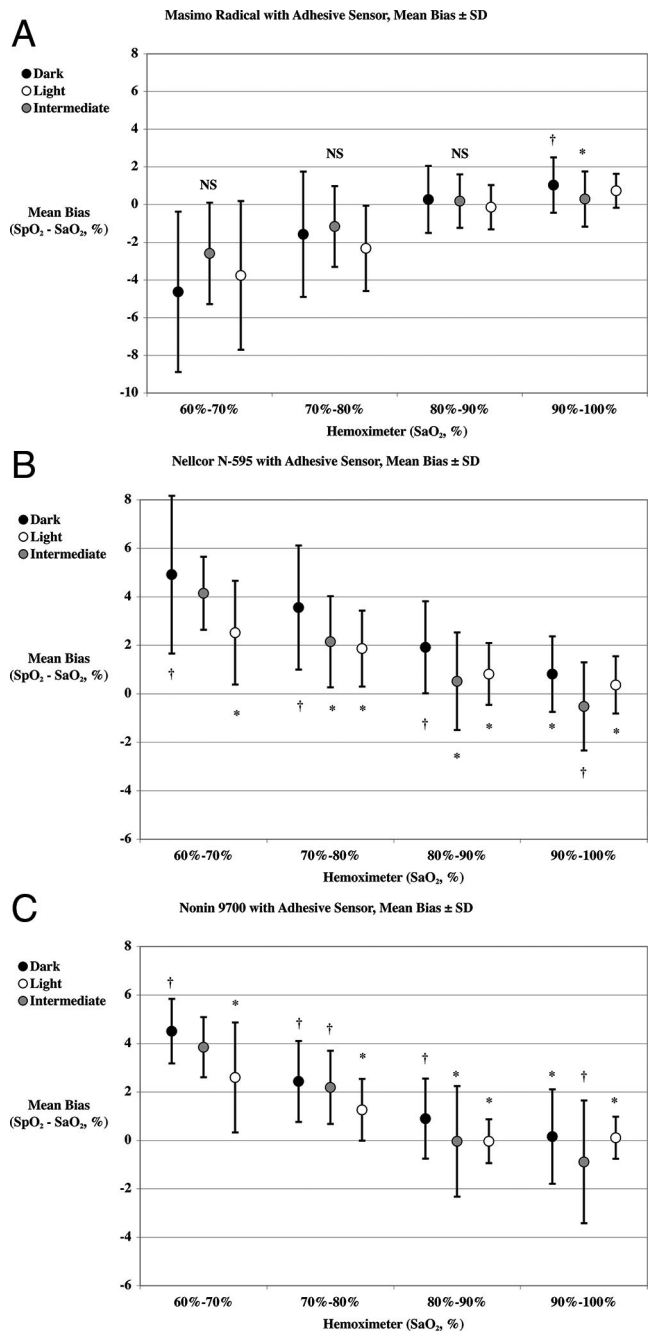 A
Masimo Radical with Adhesive Sensor, Mean Bias ± SD
Dark
Light
Intermediate
Mean Bias
(SpO₂ - SaO₂, %)
8
6
4
2
0
-2
-4
-6
-8
-10
NS
NS
NS
†
*
60%-70%
70%-80%
80%-90%
90%-100%
Hemoximeter (SaO₂, %)
B
Nellcor N-595 with Adhesive Sensor, Mean Bias ± SD
Dark
Light
Intermediate
Mean Bias
(SpO₂ - SaO₂, %)
8
6
4
2
0
-2
-4
-6
†
*
†
*
*
†
*
*
*
†
*
60%-70%
70%-80%
80%-90%
90%-100%
Hemoximeter (SaO₂, %)
C
Nonin 9700 with Adhesive Sensor, Mean Bias ± SD
Dark
Light
Intermediate
Mean Bias
(SpO₂ - SaO₂, %)
8
6
4
2
0
-2
-4
-6
†
*
†
†
*
†
*
*
*
†
*
60%-70%
70%-80%
80%-90%
90%-100%
Hemoximeter (SaO₂, %)